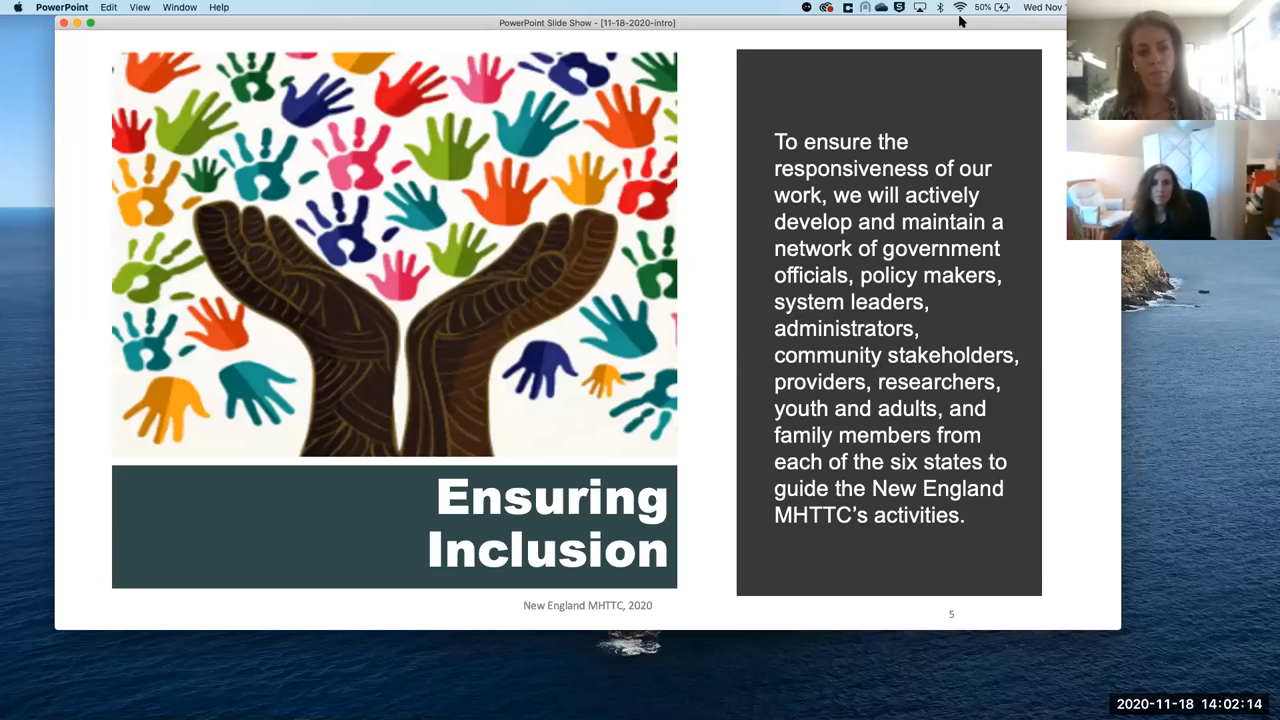 PowerPoint Edit View Window Help 50% Wed Nov
PowerPoint Slide Show - [11-18-2020-intro]
To ensure the
responsiveness of our
work, we will actively
develop and maintain a
network of government
officials, policy makers,
system leaders,
administrators,
community stakeholders,
providers, researchers,
youth and adults, and
family members from
each of the six states to
guide the New England
MHTTC’s activities.
Ensuring
Inclusion
New England MHTTC, 2020
5
2020-11-18 14:02:14